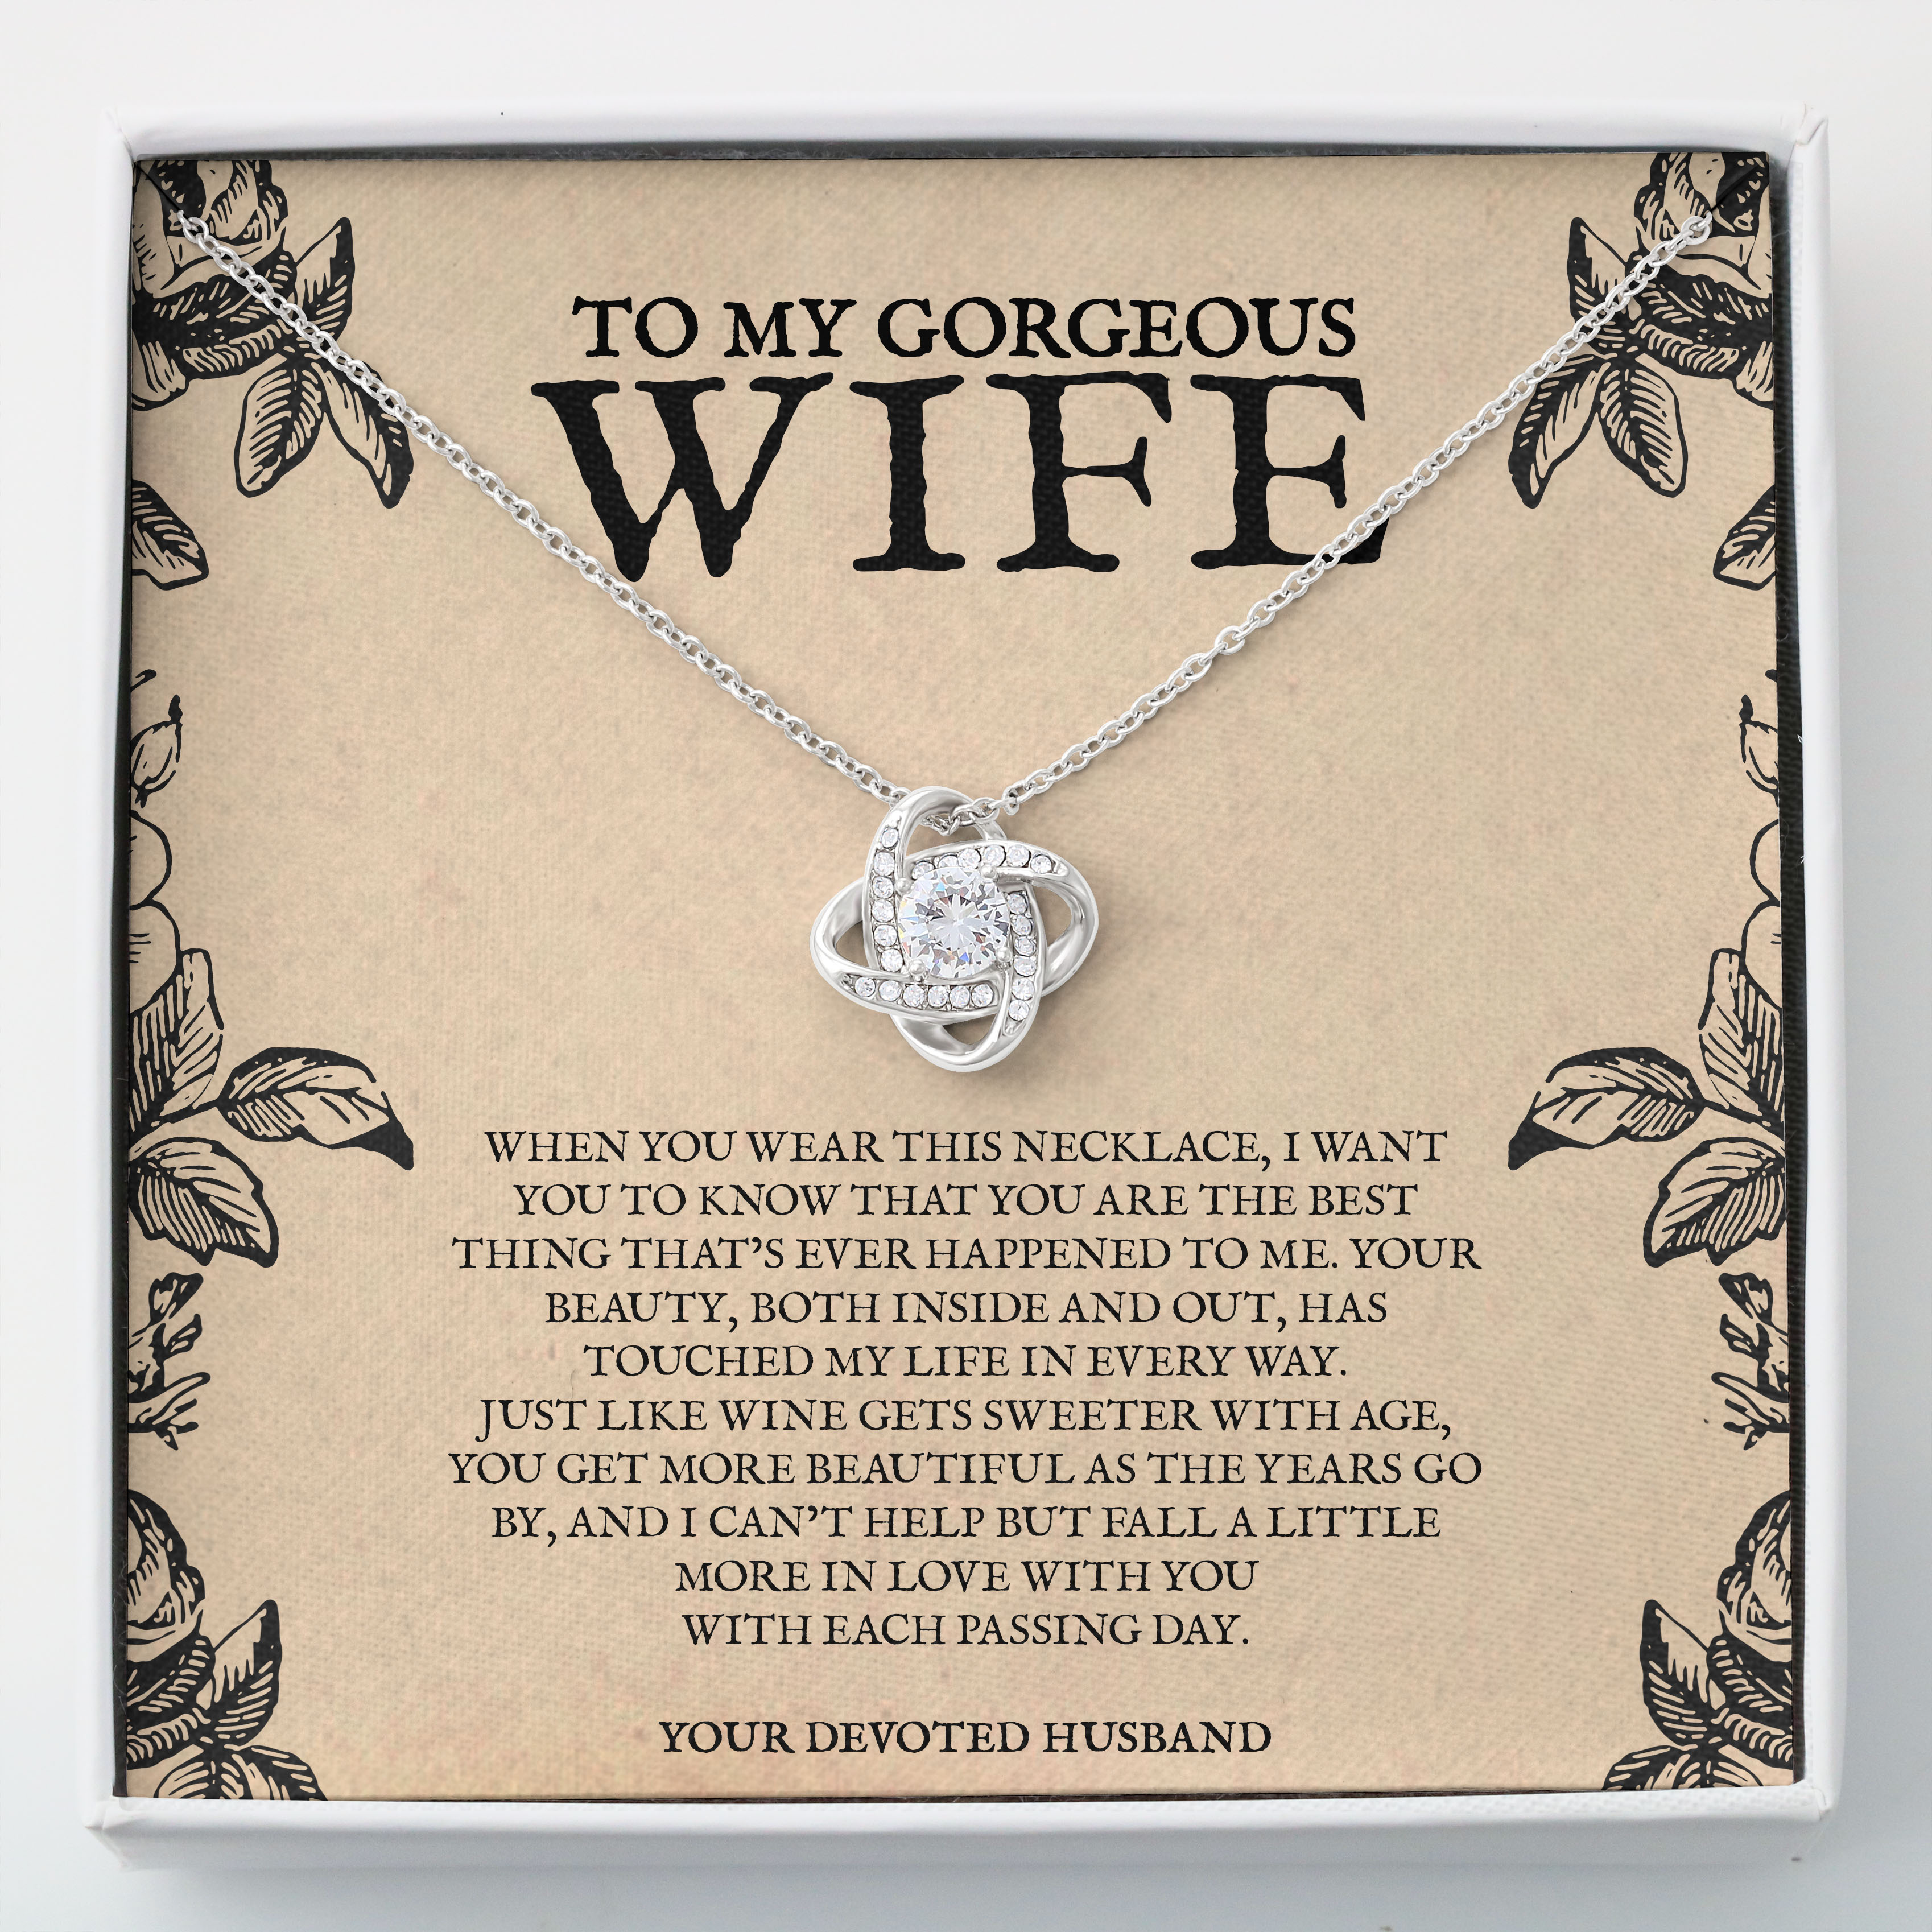 TO MY GORGEOUS
WIFE
WHEN YOU WEAR THIS NECKLACE, I WANT
YOU TO KNOW THAT YOU ARE THE BEST
THING THAT'S EVER HAPPENED TO ME. YOUR
BEAUTY, BOTH INSIDE AND OUT, HAS
TOUCHED MY LIFE IN EVERY WAY.
JUST LIKE WINE GETS SWEETER WITH AGE,
YOU GET MORE BEAUTIFUL AS THE YEARS GO
BY, AND I CAN'T HELP BUT FALL A LITTLE
MORE IN LOVE WITH YOU
WITH EACH PASSING DAY.
YOUR DEVOTED HUSBAND